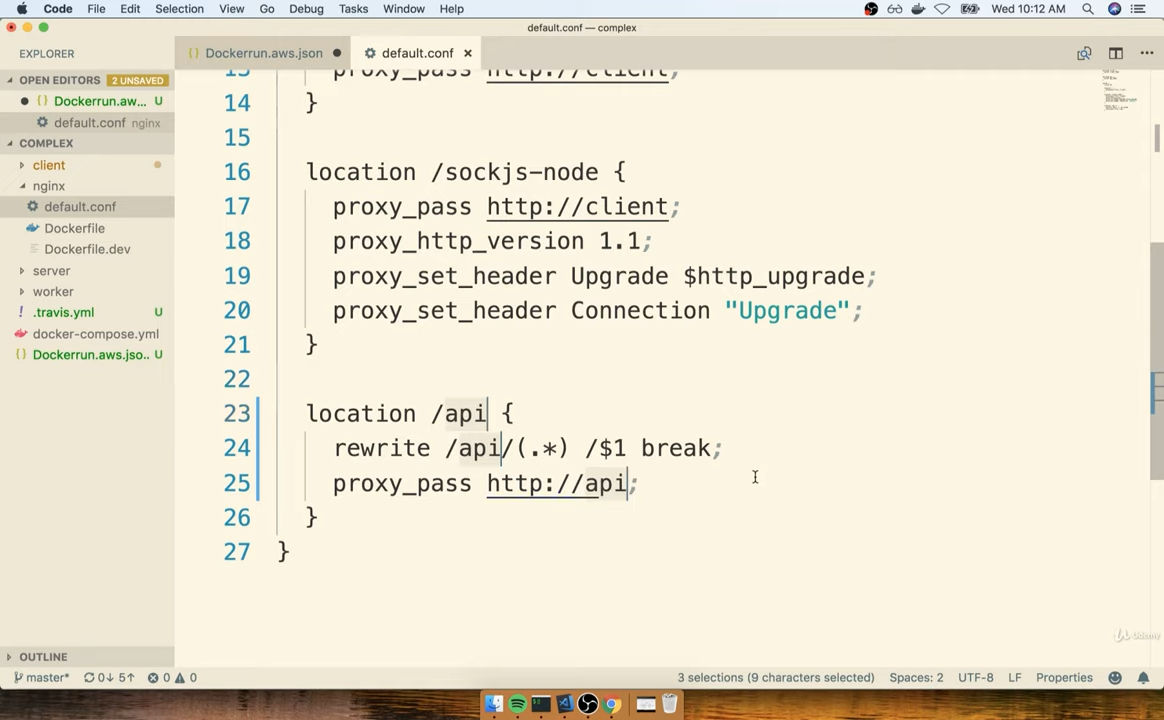 Code File Edit Selection View Go Debug Tasks Window Help Wed 10:12 AM
default.conf — complex
EXPLORER
Dockerrun.aws.json
default.conf
OPEN EDITORS 2 UNSAVED
Dockerrun.aw... U
default.conf nginx
COMPLEX
client
nginx
default.conf
Dockerfile
Dockerfile.dev
server
worker
.travis.yml U
docker-compose.yml
Dockerrun.aws.jso.. U
OUTLINE
13 proxy_pass http://client;
14 }
15
16 location /sockjs-node {
17 proxy_pass http://client;
18 proxy_http_version 1.1;
19 proxy_set_header Upgrade $http_upgrade;
20 proxy_set_header Connection "Upgrade";
21 }
22
23 location /api {
24 rewrite /api/(.*) /$1 break;
25 proxy_pass http://api;
26 }
27 }
Udemy
master* 0↓ 5↑ 0 0 3 selections (9 characters selected) Spaces: 2 UTF-8 LF Properties